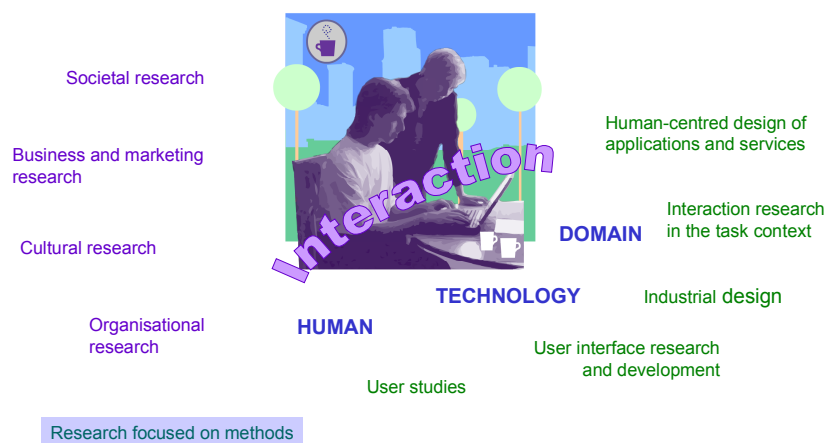 Societal research
Human-centred design of
applications and services
Business and marketing
research
Interaction
Interaction research
in the task context
DOMAIN
Cultural research
TECHNOLOGY
Industrial design
Organisational
research
HUMAN
User interface research
and development
User studies
Research focused on methods